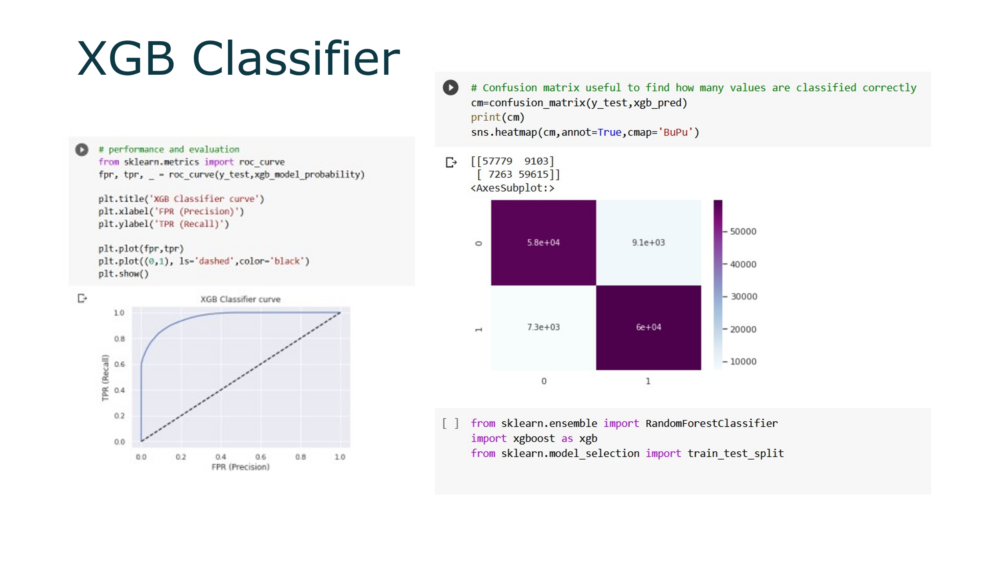 XGB Classifier
# performance and evaluation
from sklearn.metrics import roc_curve
fpr, tpr, _ = roc_curve(y_test,xgb_model_probability)
plt.title('XGB Classifier curve')
plt.xlabel('FPR (Precision)')
plt.ylabel('TPR (Recall)')
plt.plot(fpr,tpr)
plt.plot((0,1), ls='dashed',color='black')
plt.show()
XGB Classifier curve
TPR (Recall)
1.0
0.8
0.6
0.4
0.2
0.0
0.0 0.2 0.4 0.6 0.8 1.0
FPR (Precision)
# Confusion matrix useful to find how many values are classified correctly
cm=confusion_matrix(y_test,xgb_pred)
print(cm)
sns.heatmap(cm,annot=True,cmap='BuPu')
[[57779  9103]
 [ 7263 59615]]
<AxesSubplot:>
0 5.8e+04 9.1e+03
1 7.3e+03 6e+04
0 1
50000
40000
30000
20000
10000
[ ] from sklearn.ensemble import RandomForestClassifier
import xgboost as xgb
from sklearn.model_selection import train_test_split